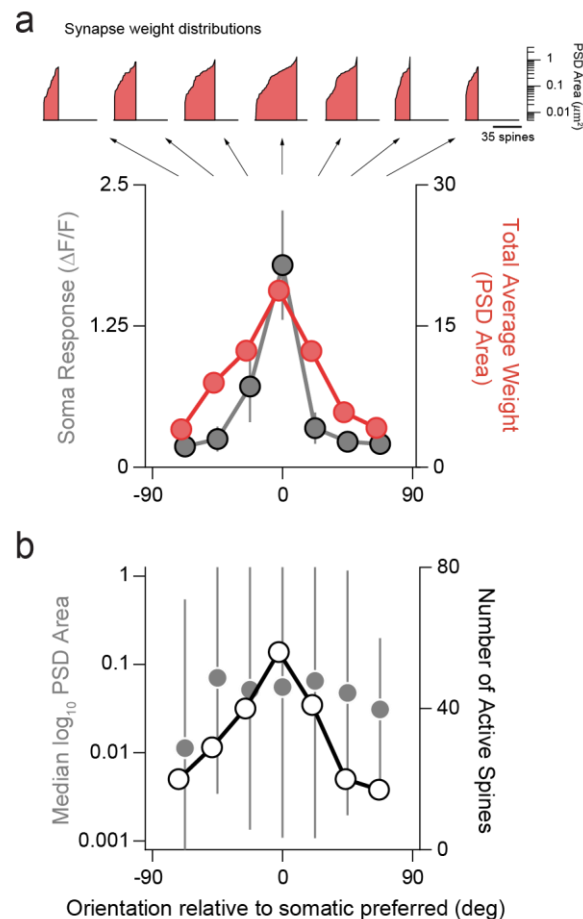 a
Synapse weight distributions
PSD Area (μm²)
1
0.1
0.01
35 spines
2.5
1.25
0
Soma Response (ΔF/F)
30
15
0
Total Average Weight
(PSD Area)
-90
0
90
b
1
0.1
0.01
0.001
Median log₁₀ PSD Area
80
40
0
Number of Active Spines
-90
0
90
Orientation relative to somatic preferred (deg)